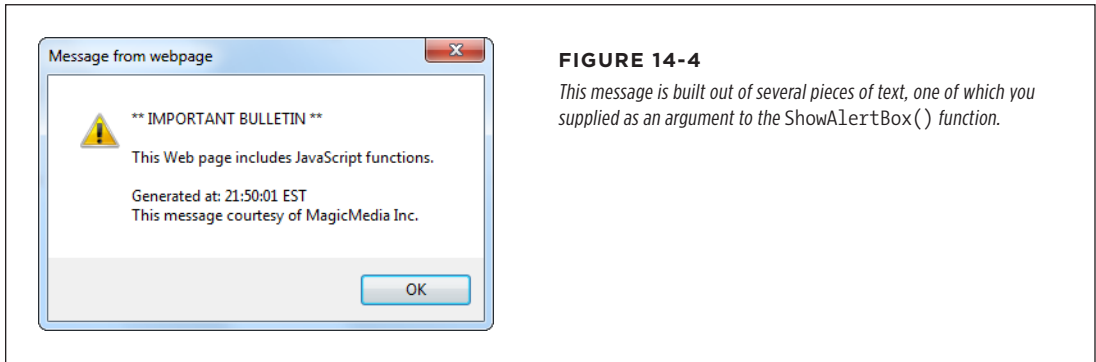 Message from webpage
** IMPORTANT BULLETIN **
This Web page includes JavaScript functions.
Generated at: 21:50:01 EST
This message courtesy of MagicMedia Inc.
OK
FIGURE 14-4
This message is built out of several pieces of text, one of which you
supplied as an argument to the ShowAlertBox() function.